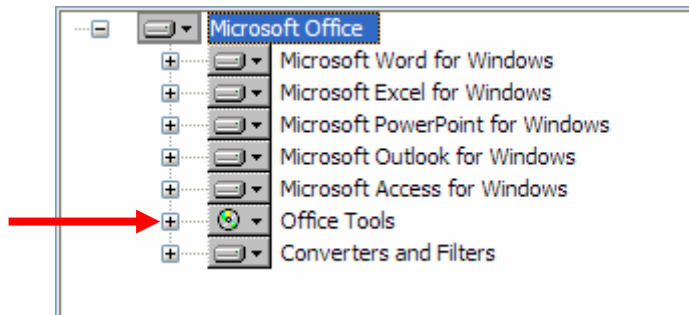 Microsoft Office
Microsoft Word for Windows
Microsoft Excel for Windows
Microsoft PowerPoint for Windows
Microsoft Outlook for Windows
Microsoft Access for Windows
Office Tools
Converters and Filters